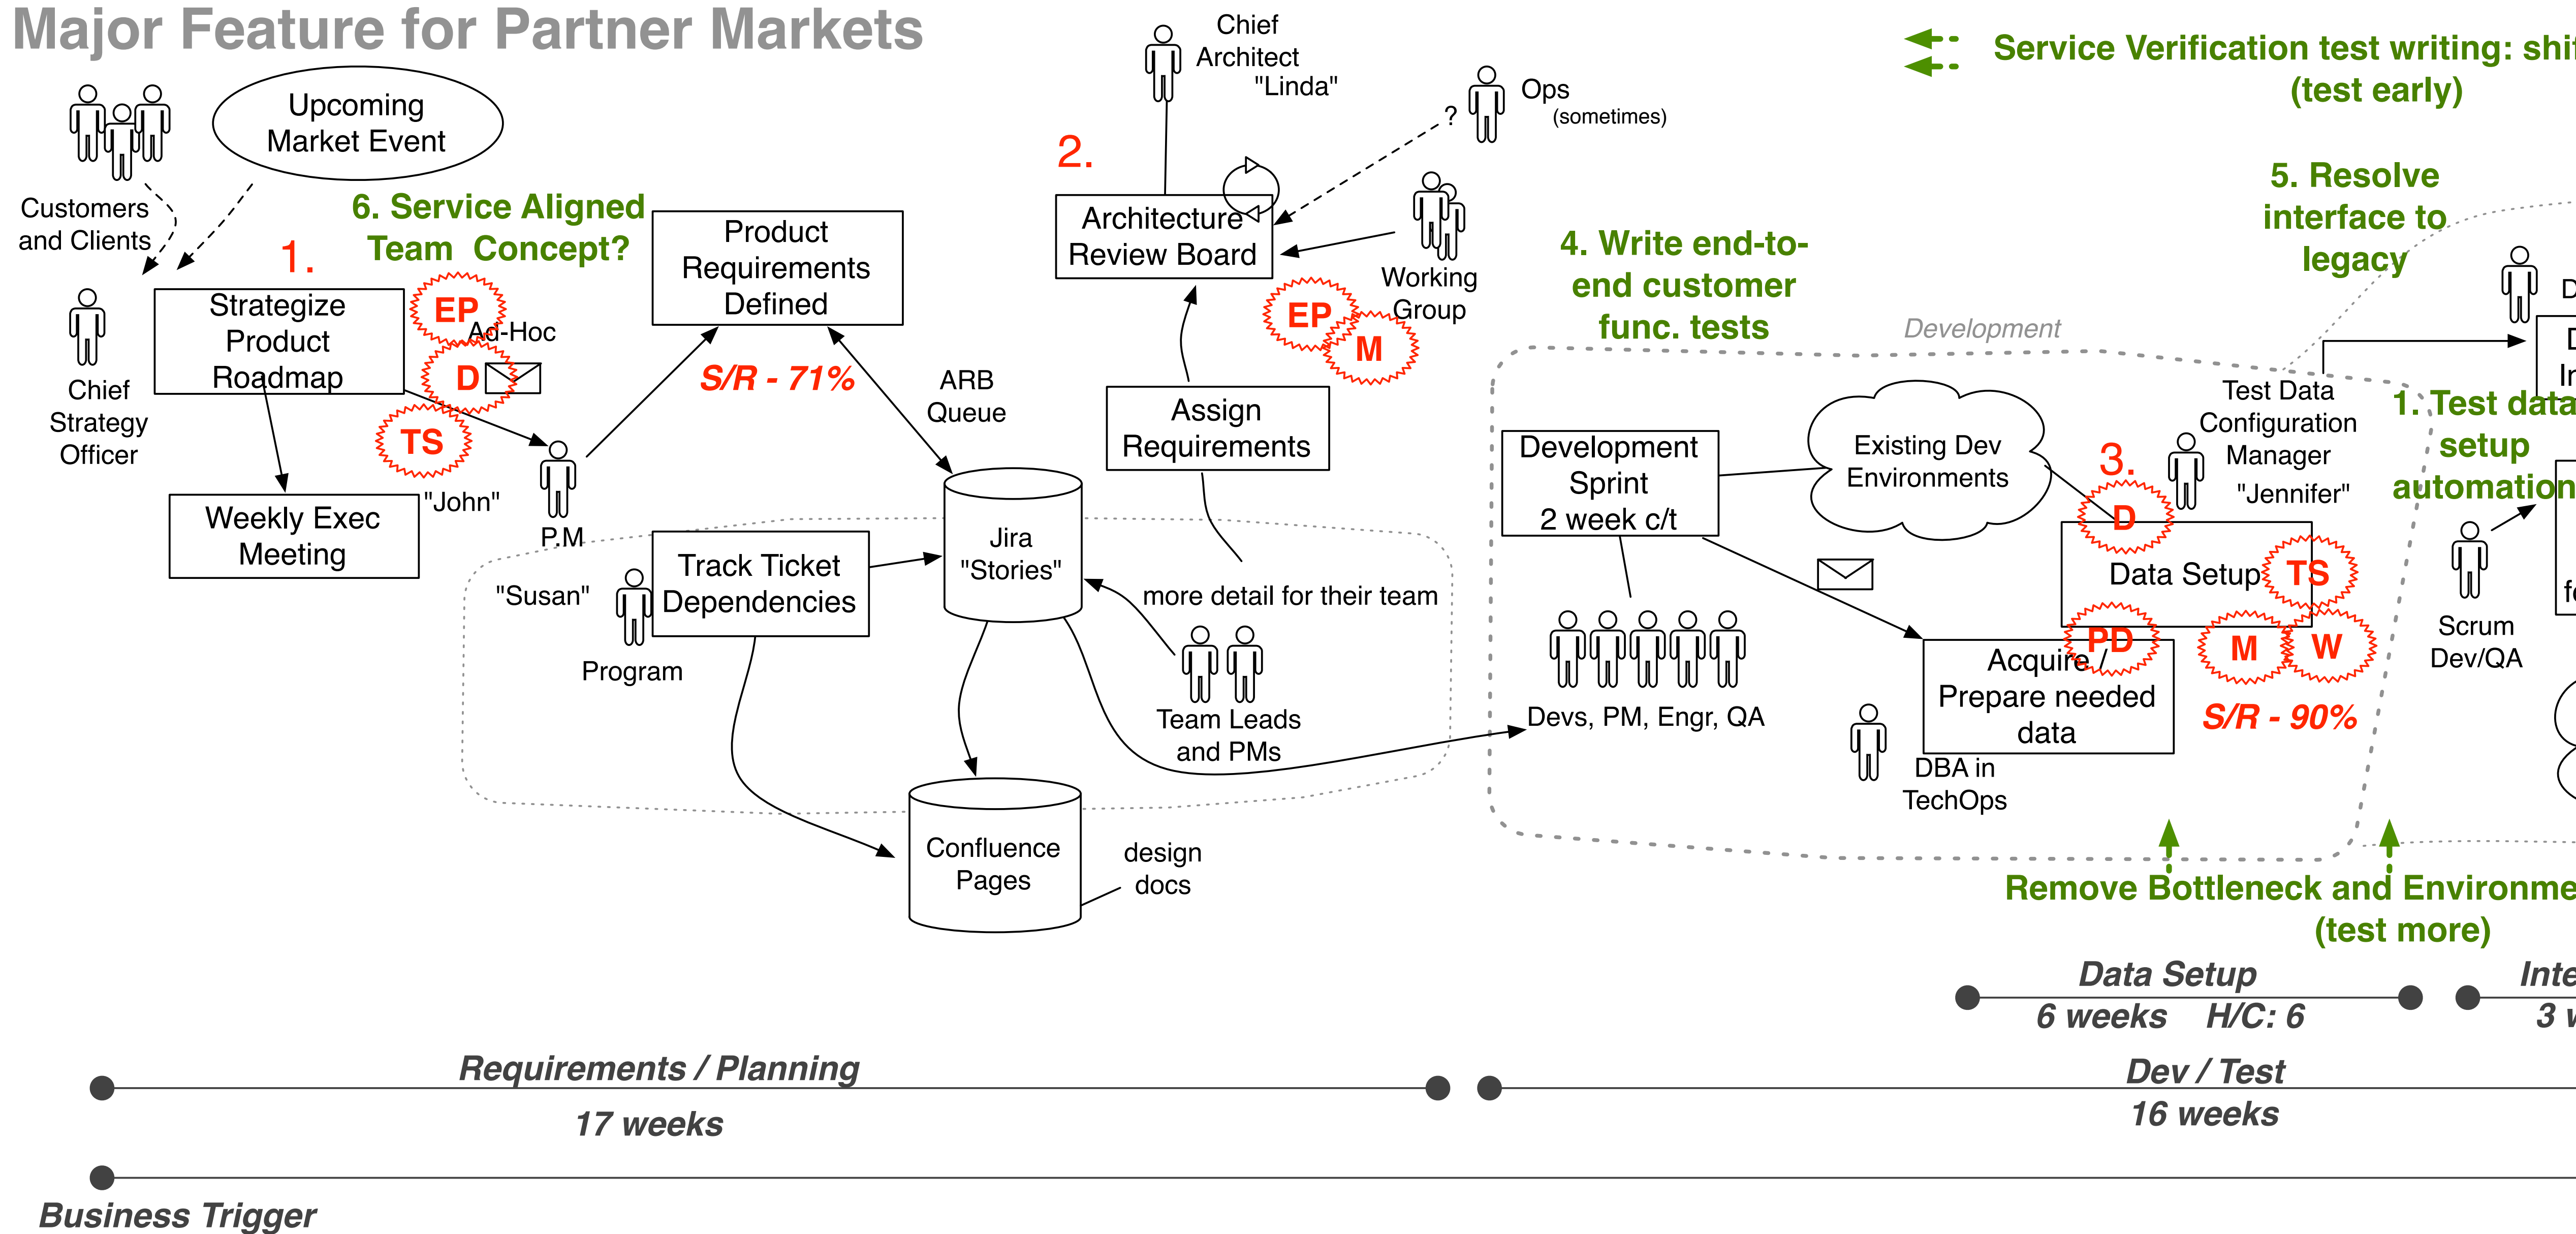 Major Feature for Partner Markets
Customers
and Clients
Upcoming
Market Event
6. Service Aligned
Team Concept?
1.
Strategize
Product
Roadmap
EP
Ad-Hoc
D
TS
Chief
Strategy
Officer
Weekly Exec
Meeting
"John"
P.M
Product
Requirements
Defined
S/R - 71%
ARB
Queue
"Susan"
Program
Track Ticket
Dependencies
Jira
"Stories"
Confluence
Pages
design
docs
Chief
Architect
"Linda"
2.
Architecture
Review Board
?
Ops
(sometimes)
Working
Group
EP
M
Assign
Requirements
more detail for their team
Team Leads
and PMs
Service Verification test writing:
(test early)
4. Write end-to-
end customer
func. tests
5. Resolve
interface to
legacy
Development
Development
Sprint
2 week c/t
Existing Dev
Environments
Devs, PM, Engr, QA
Test Data
Configuration
Manager
"Jennifer"
3.
D
Data Setup
TS
PD
M
W
Acquire /
Prepare needed
data
S/R - 90%
DBA in
TechOps
1. Test data
setup
automation
Scrum
Dev/QA
Remove Bottleneck and
(test more)
Data Setup
6 weeks H/C: 6
3
Requirements / Planning
17 weeks
Dev / Test
16 weeks
Business Trigger